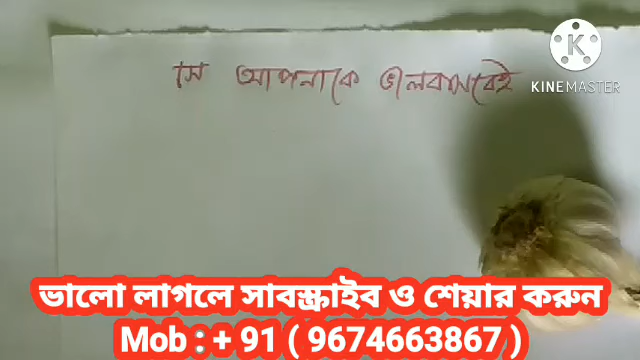 সে আপনাকে ভালবাসবেই
KINEMASTER
ভালো লাগলে সাবস্ক্রাইব ও শেয়ার করুন
Mob : + 91 ( 9674663867 )